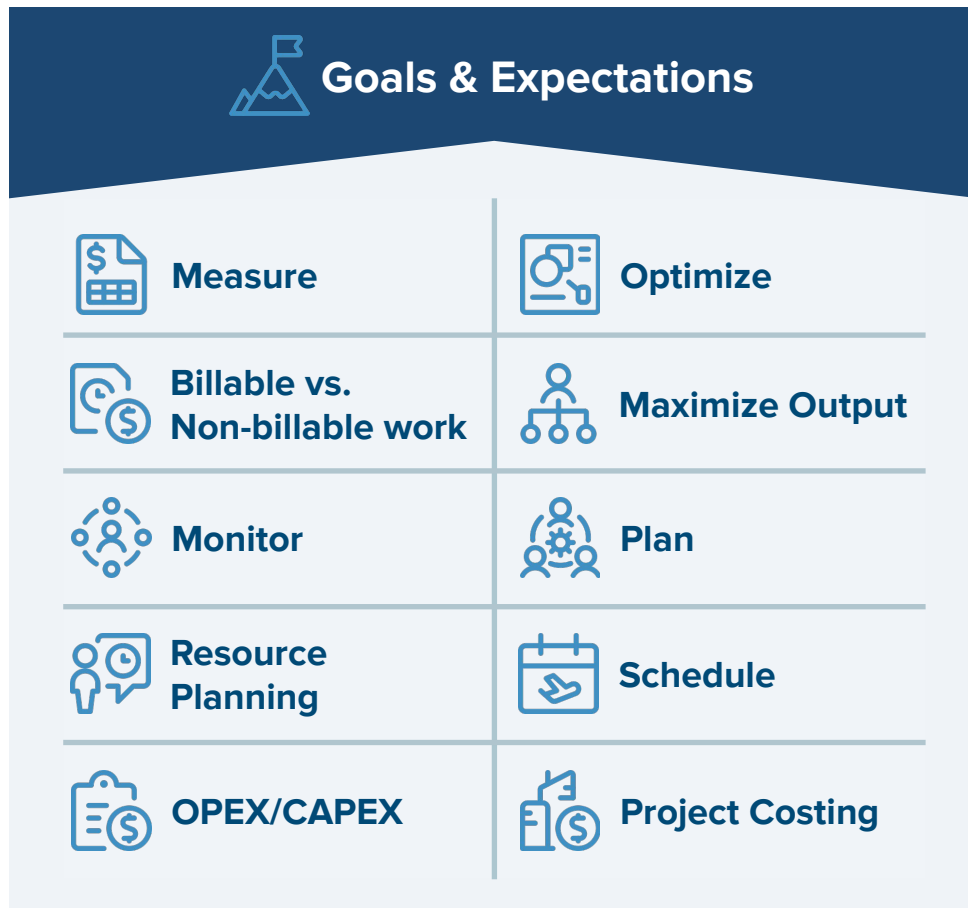 Goals & Expectations
Measure
Optimize
Billable vs.
Non-billable work
Maximize Output
Monitor
Plan
Resource
Planning
Schedule
OPEX/CAPEX
Project Costing